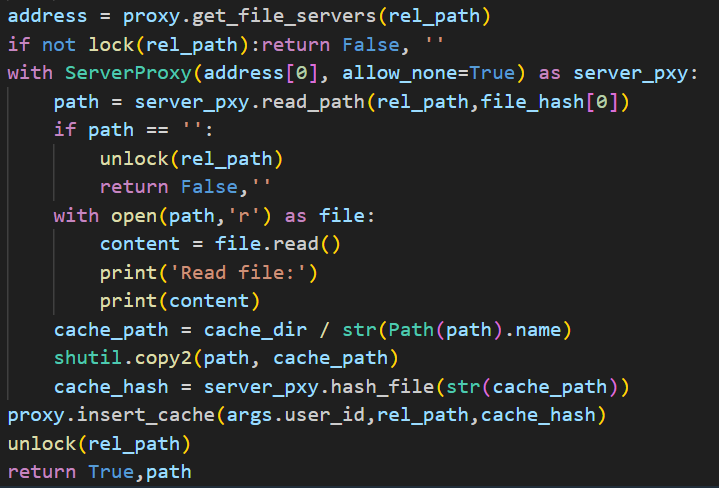 address = proxy.get_file_servers(rel_path)
if not lock(rel_path):return False, ''
with ServerProxy(address[0], allow_none=True) as server_pxy:
    path = server_pxy.read_path(rel_path,file_hash[0])
    if path == '':
        unlock(rel_path)
        return False,''
    with open(path,'r') as file:
        content = file.read()
        print('Read file:')
        print(content)
    cache_path = cache_dir / str(Path(path).name)
    shutil.copy2(path, cache_path)
    cache_hash = server_pxy.hash_file(str(cache_path))
proxy.insert_cache(args.user_id,rel_path,cache_hash)
unlock(rel_path)
return True,path